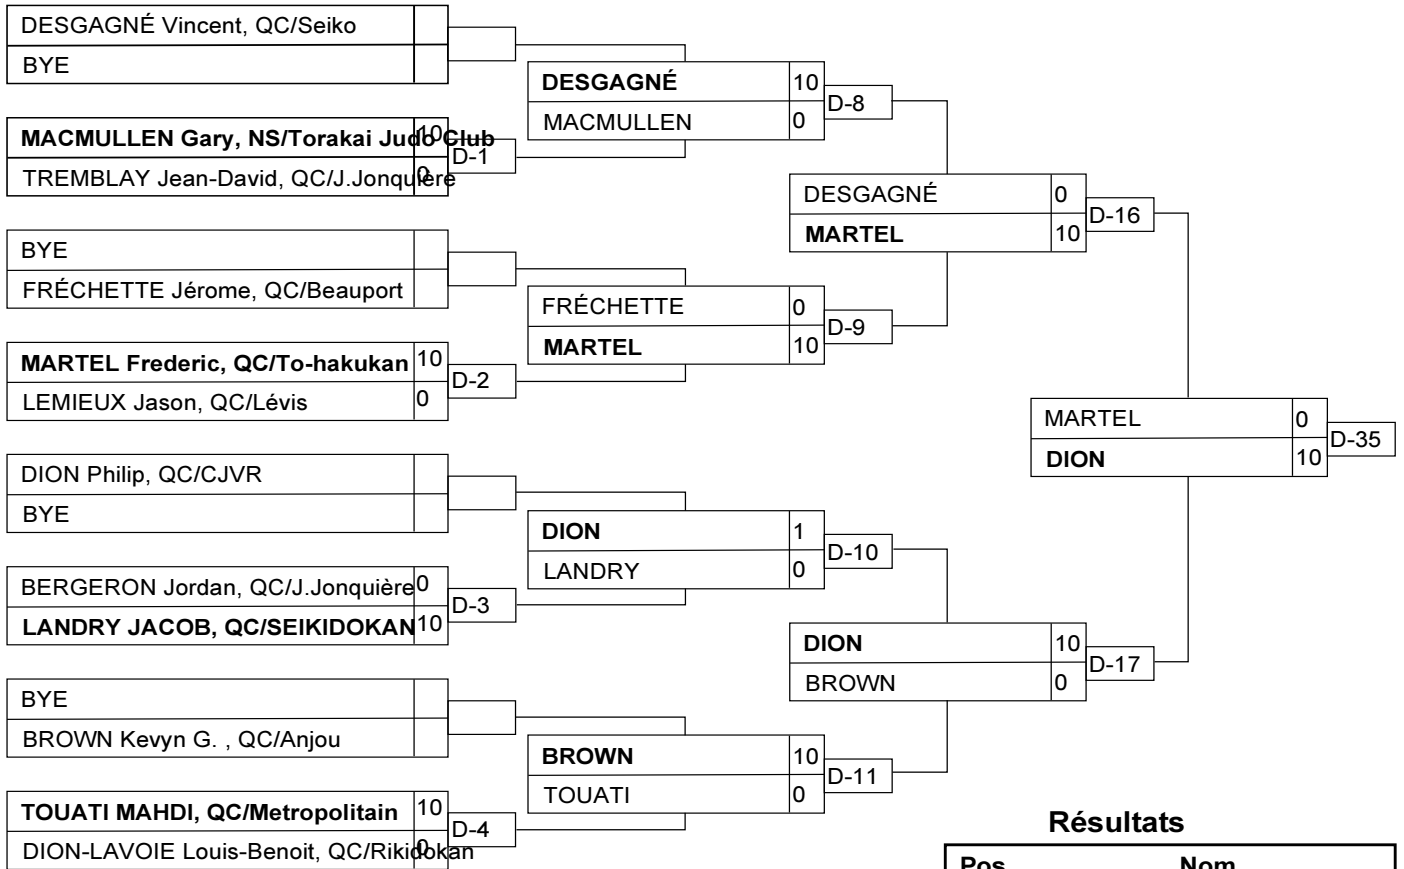 DESGAGNÉ Vincent, QC/Seiko
BYE
MACMULLEN Gary, NS/Torakai Judo Club 10
TREMBLAY Jean-David, QC/J.Jonquière 0
D-1
BYE
FRÉCHETTE Jérome, QC/Beauport
MARTEL Frederic, QC/To-hakukan 10
LEMIEUX Jason, QC/Lévis 0
D-2
DION Philip, QC/CJVR
BYE
BERGERON Jordan, QC/J.Jonquière 0
LANDRY JACOB, QC/SEIKIDOKAN 10
D-3
BYE
BROWN Kevyn G. , QC/Anjou
TOUATI MAHDI, QC/Metropolitain 10
DION-LAVOIE Louis-Benoit, QC/Rikidokan 0
D-4
DESGAGNÉ 10
MACMULLEN 0
D-8
FRÉCHETTE 0
MARTEL 10
D-9
DION 1
LANDRY 0
D-10
BROWN 10
TOUATI 0
D-11
DESGAGNÉ 0
MARTEL 10
D-16
DION 10
BROWN 0
D-17
MARTEL 0
DION 10
D-35
Résultats
Pos Nom